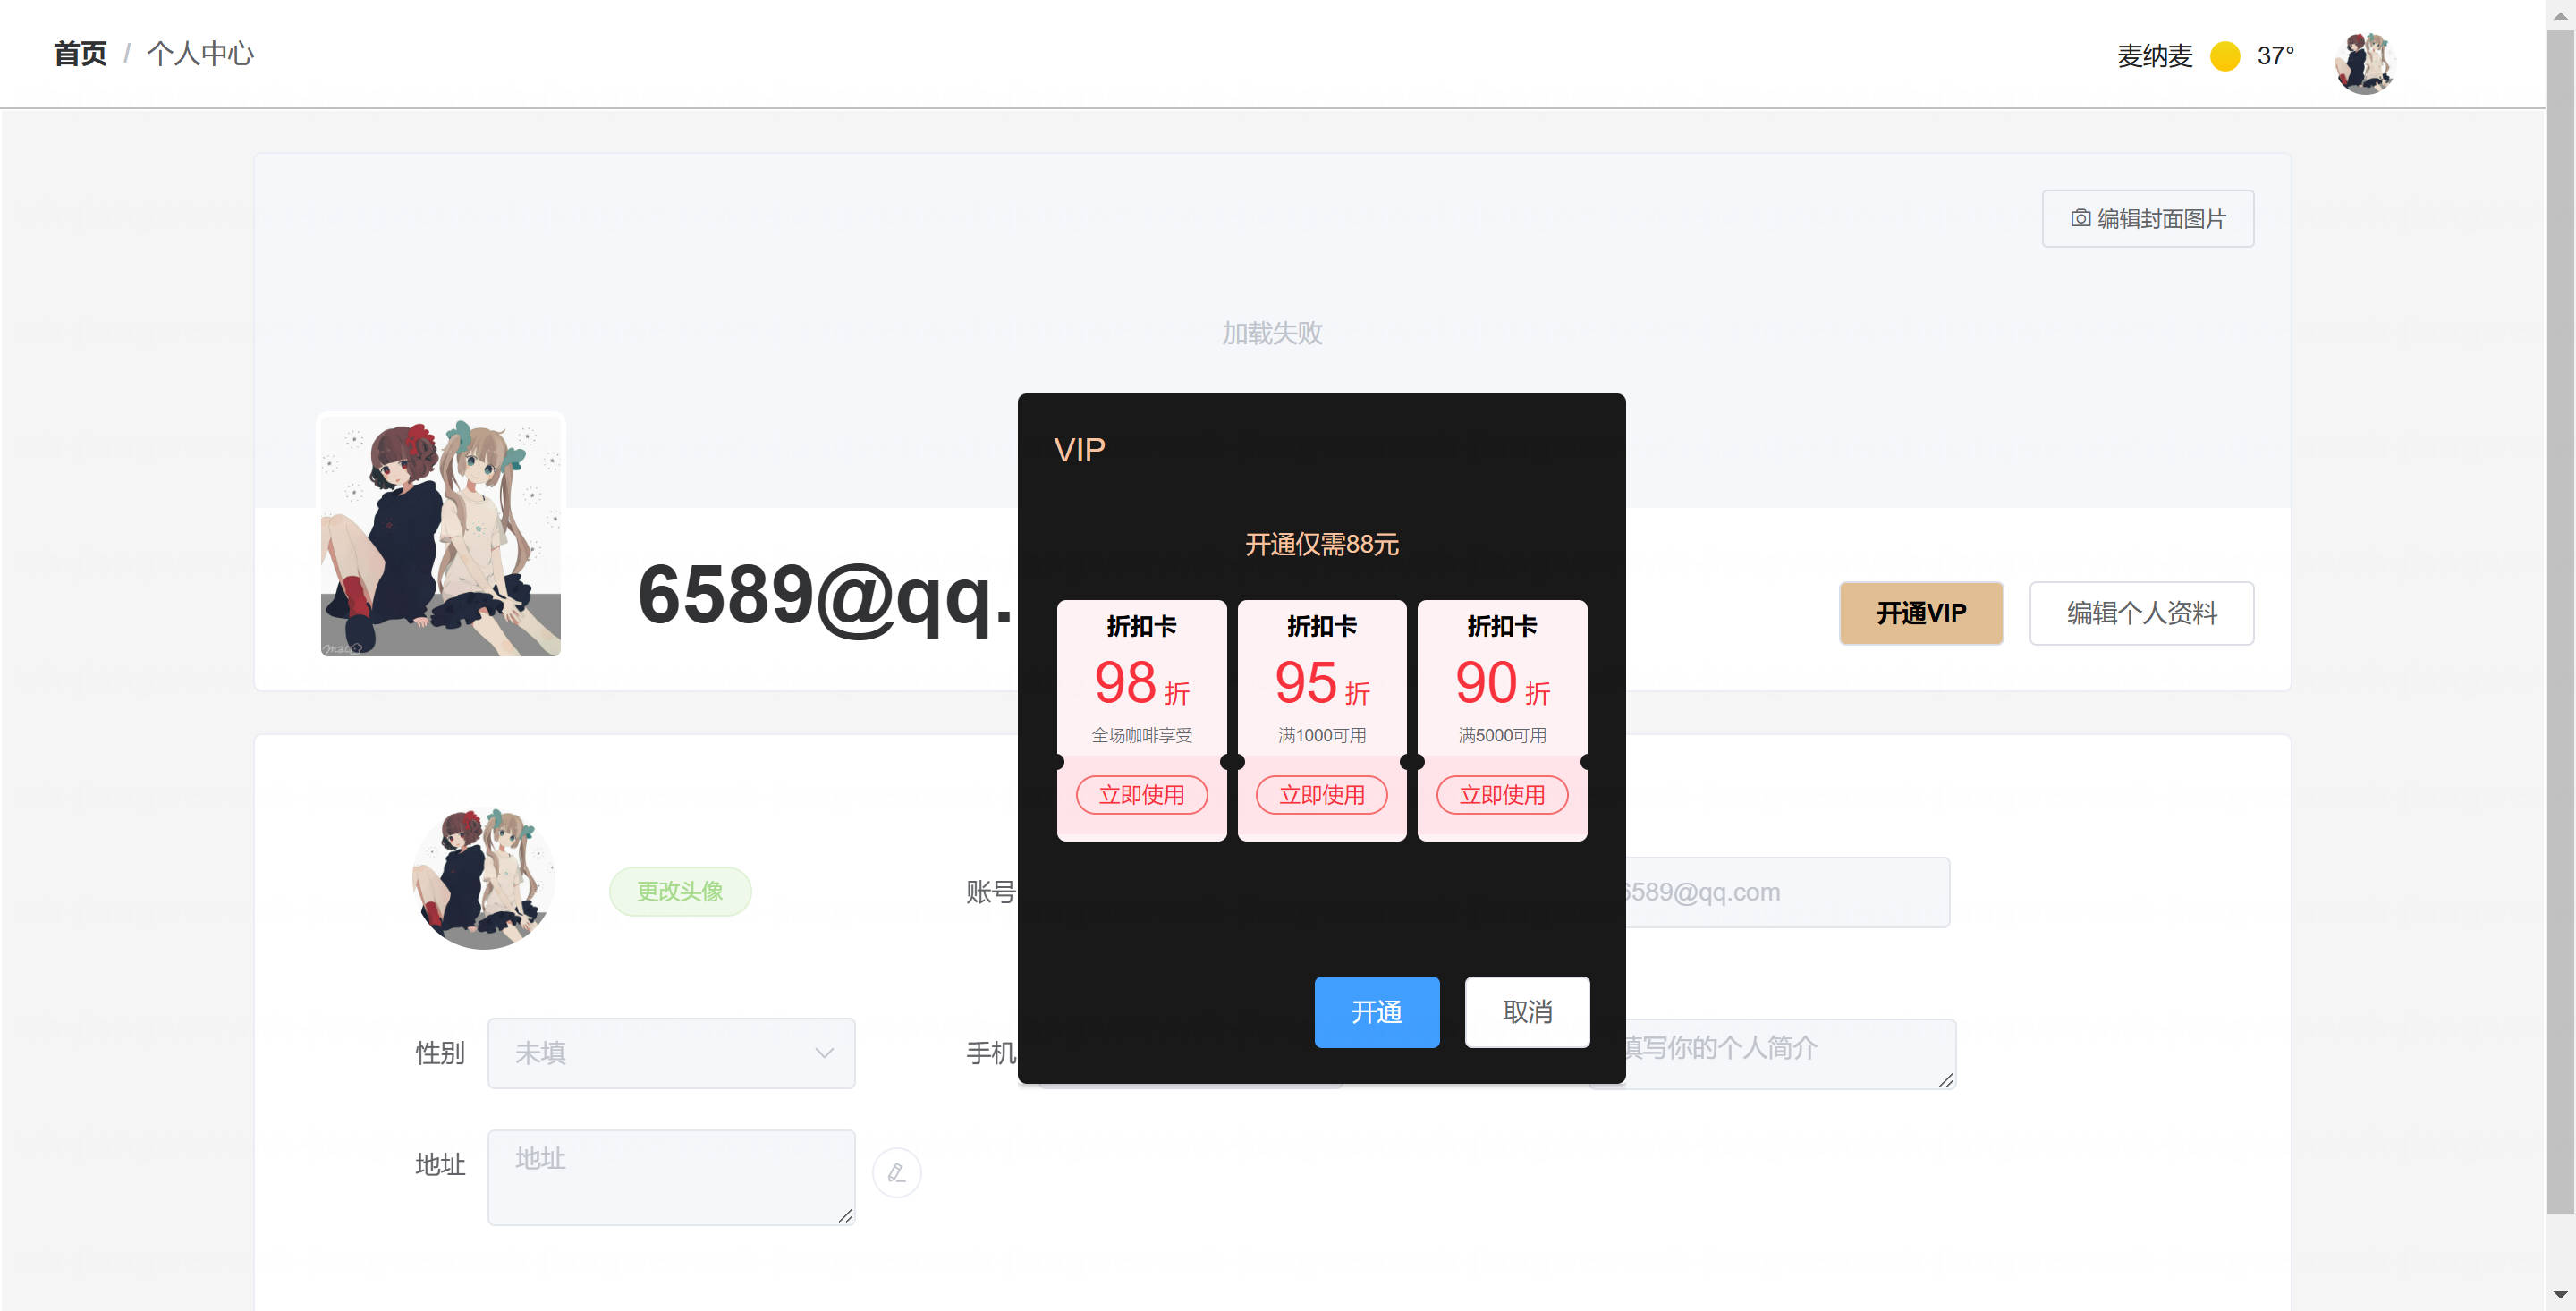 首页 / 个人中心
麦纳麦 37°
编辑封面图片
加载失败
6589@qq.
开通VIP
编辑个人资料
VIP
开通仅需88元
折扣卡 折扣卡 折扣卡
98 折 95 折 90 折
全场咖啡享受 满1000可用 满5000可用
立即使用 立即使用 立即使用
开通 取消
更改头像
账号
6589@qq.com
性别 未填
手机
填写你的个人简介
地址 地址